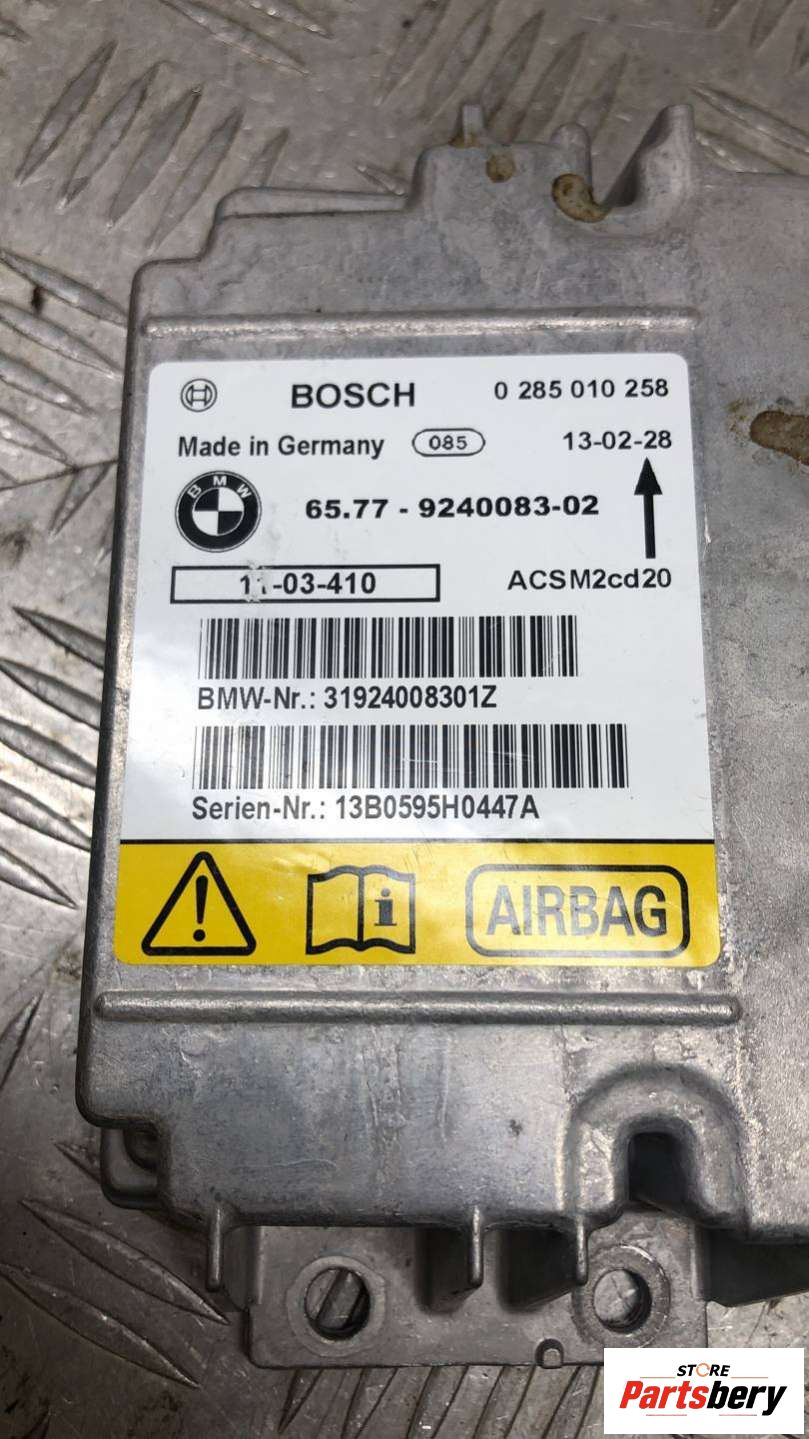 BOSCH 0 285 010 258
Made in Germany 085 13-02-28
BMW 65.77 - 9240083-02
11-03-410 ACSM2cd20
BMW-Nr.: 31924008301Z
Serien-Nr.: 13B0595H0447A
AIRBAG
STORE
Partsbery